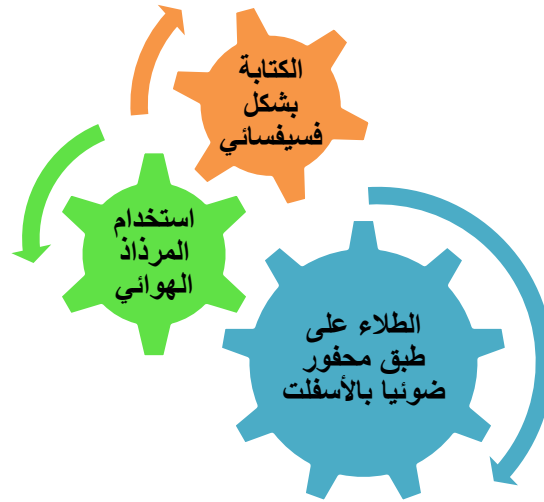 الكتابة
بشكل
فسيفسائي
استخدام
المرذاذ
الهوائي
الطلاء على
طبق محفور
ضوئيا بالأسفلت